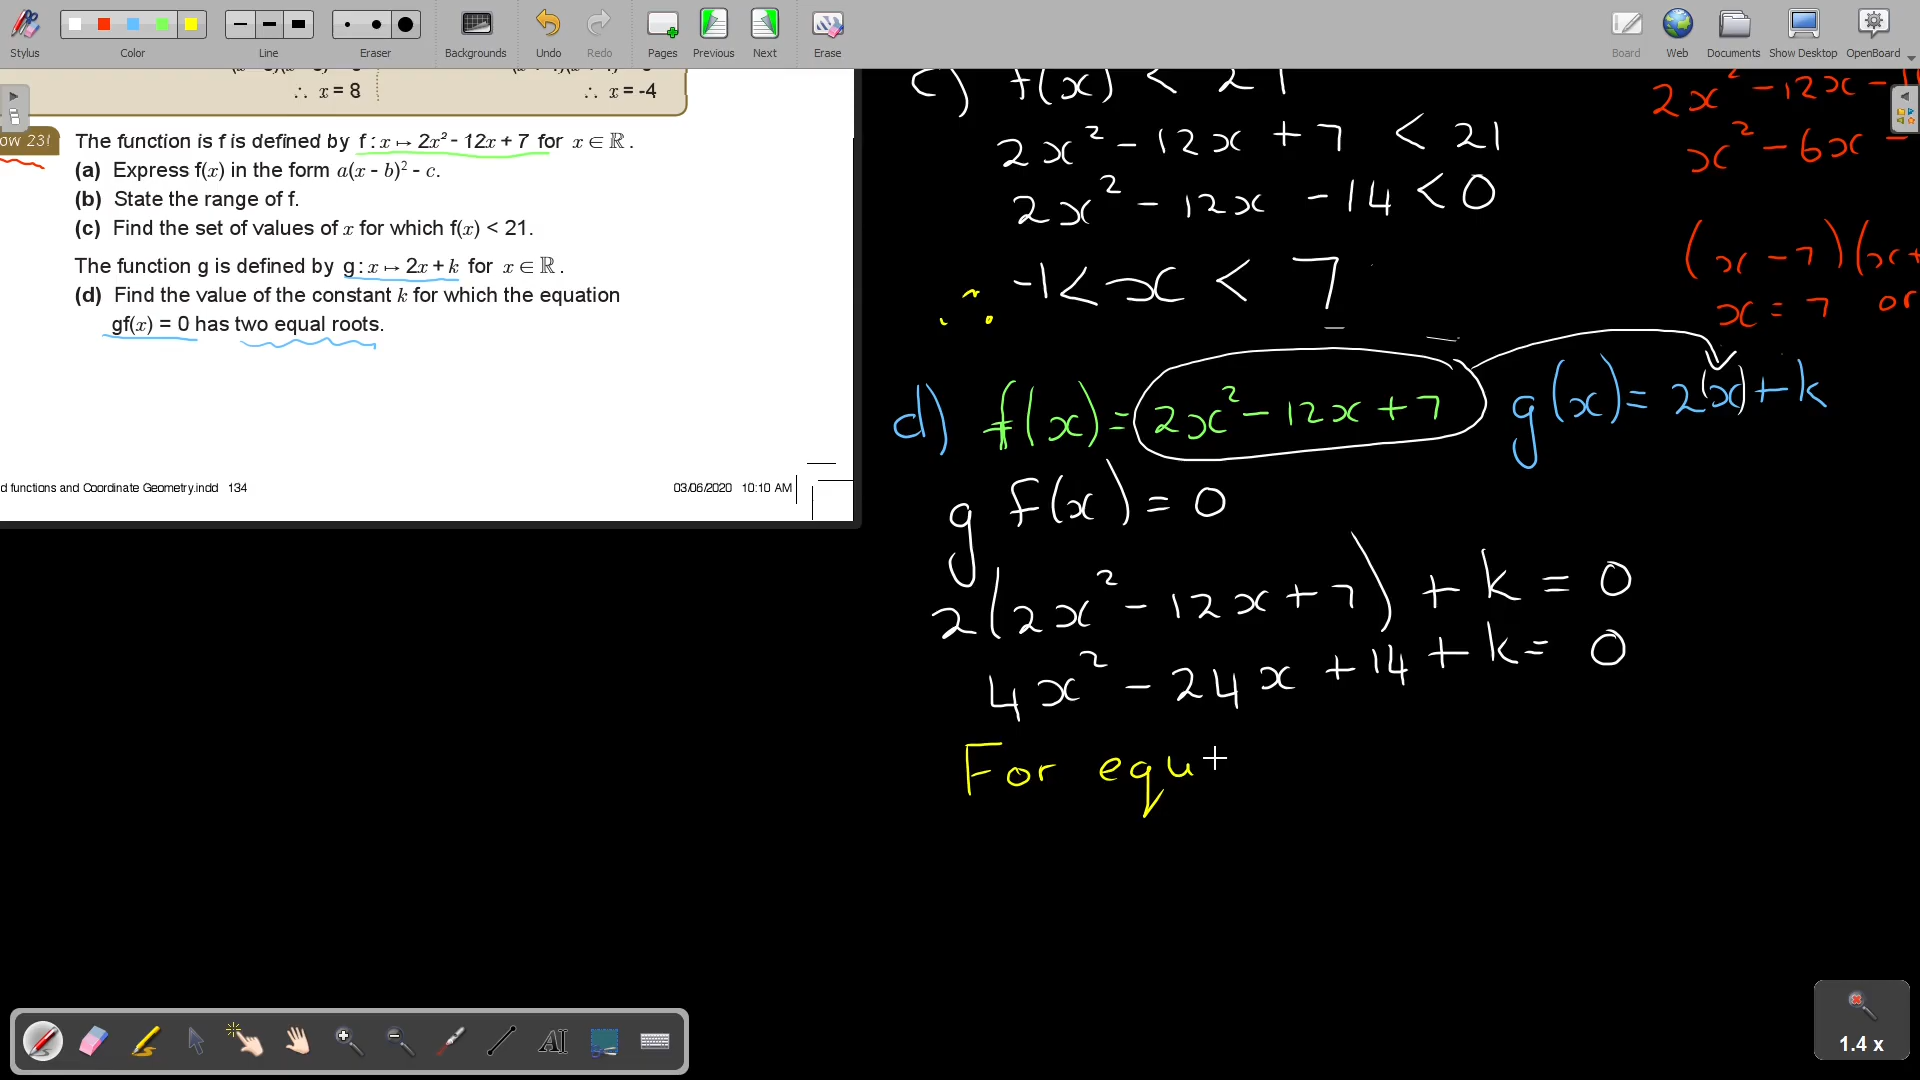 Stylus Color Line Eraser Backgrounds Undo Redo Pages Previous Next Erase Board Web Documents Show Desktop OpenBoard
∴ x = 8 ∴ x = -4
ow 23!
The function is f is defined by f : x ↦ 2x² - 12x + 7 for x ∈ ℝ.
(a) Express f(x) in the form a(x - b)² - c.
(b) State the range of f.
(c) Find the set of values of x for which f(x) < 21.
The function g is defined by g : x ↦ 2x + k for x ∈ ℝ.
(d) Find the value of the constant k for which the equation
gf(x) = 0 has two equal roots.
d functions and Coordinate Geometry.indd 134 03/06/2020 10:10 AM
c) f(x) < 21
2x² - 12x + 7 < 21
2x² - 12x - 14 < 0
∴ -1 < x < 7
2x² - 12x -
x² - 6x -
(x - 7)(x+
x = 7 or
d) f(x) = 2x² - 12x + 7 g(x) = 2(x) + k
g f(x) = 0
2(2x² - 12x + 7) + k = 0
4x² - 24x + 14 + k = 0
For equ
1.4 x